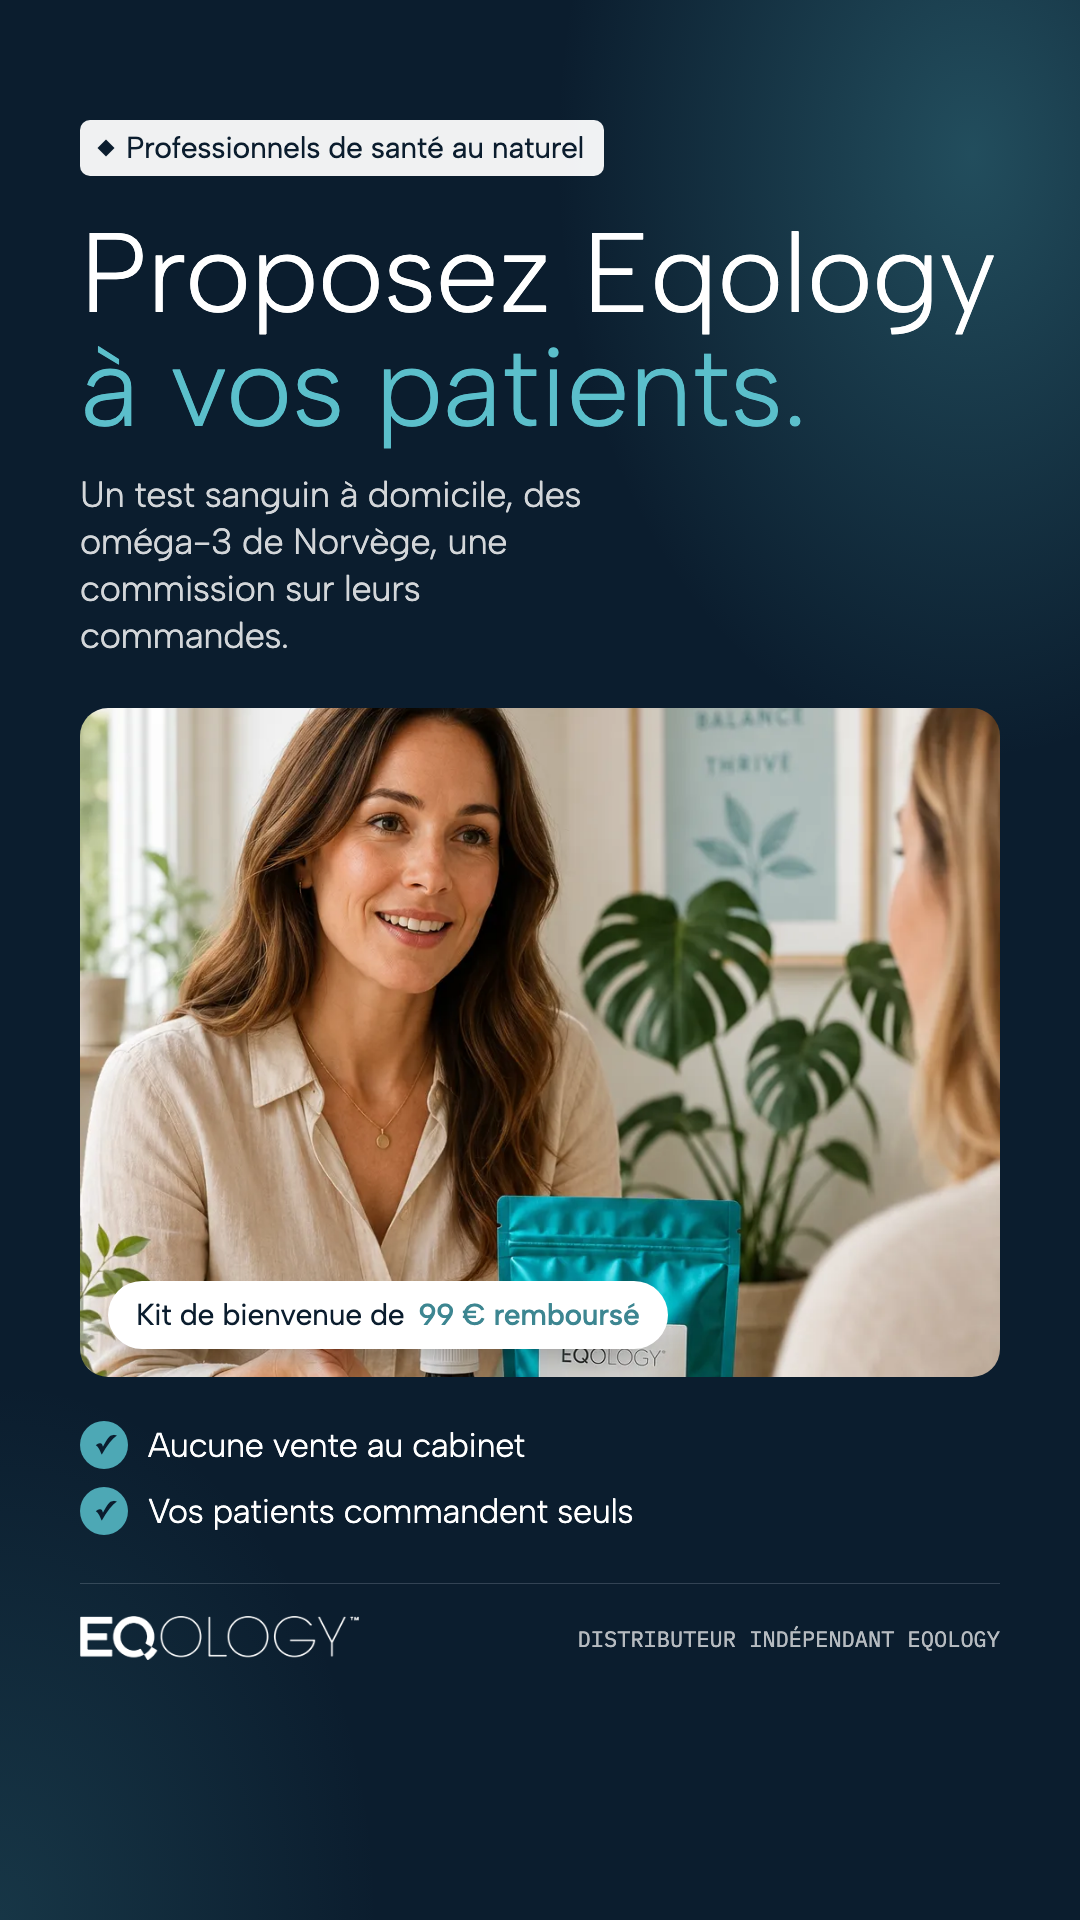 ◆ Professionnels de santé au naturel
Proposez Eqology
à vos patients.
Un test sanguin à domicile, des
oméga-3 de Norvège, une
commission sur leurs
commandes.
BALANCE
THRIVE
Kit de bienvenue de 99 € remboursé
EQOLOGY
✓ Aucune vente au cabinet
✓ Vos patients commandent seuls
EQOLOGY™
DISTRIBUTEUR INDÉPENDANT EQOLOGY